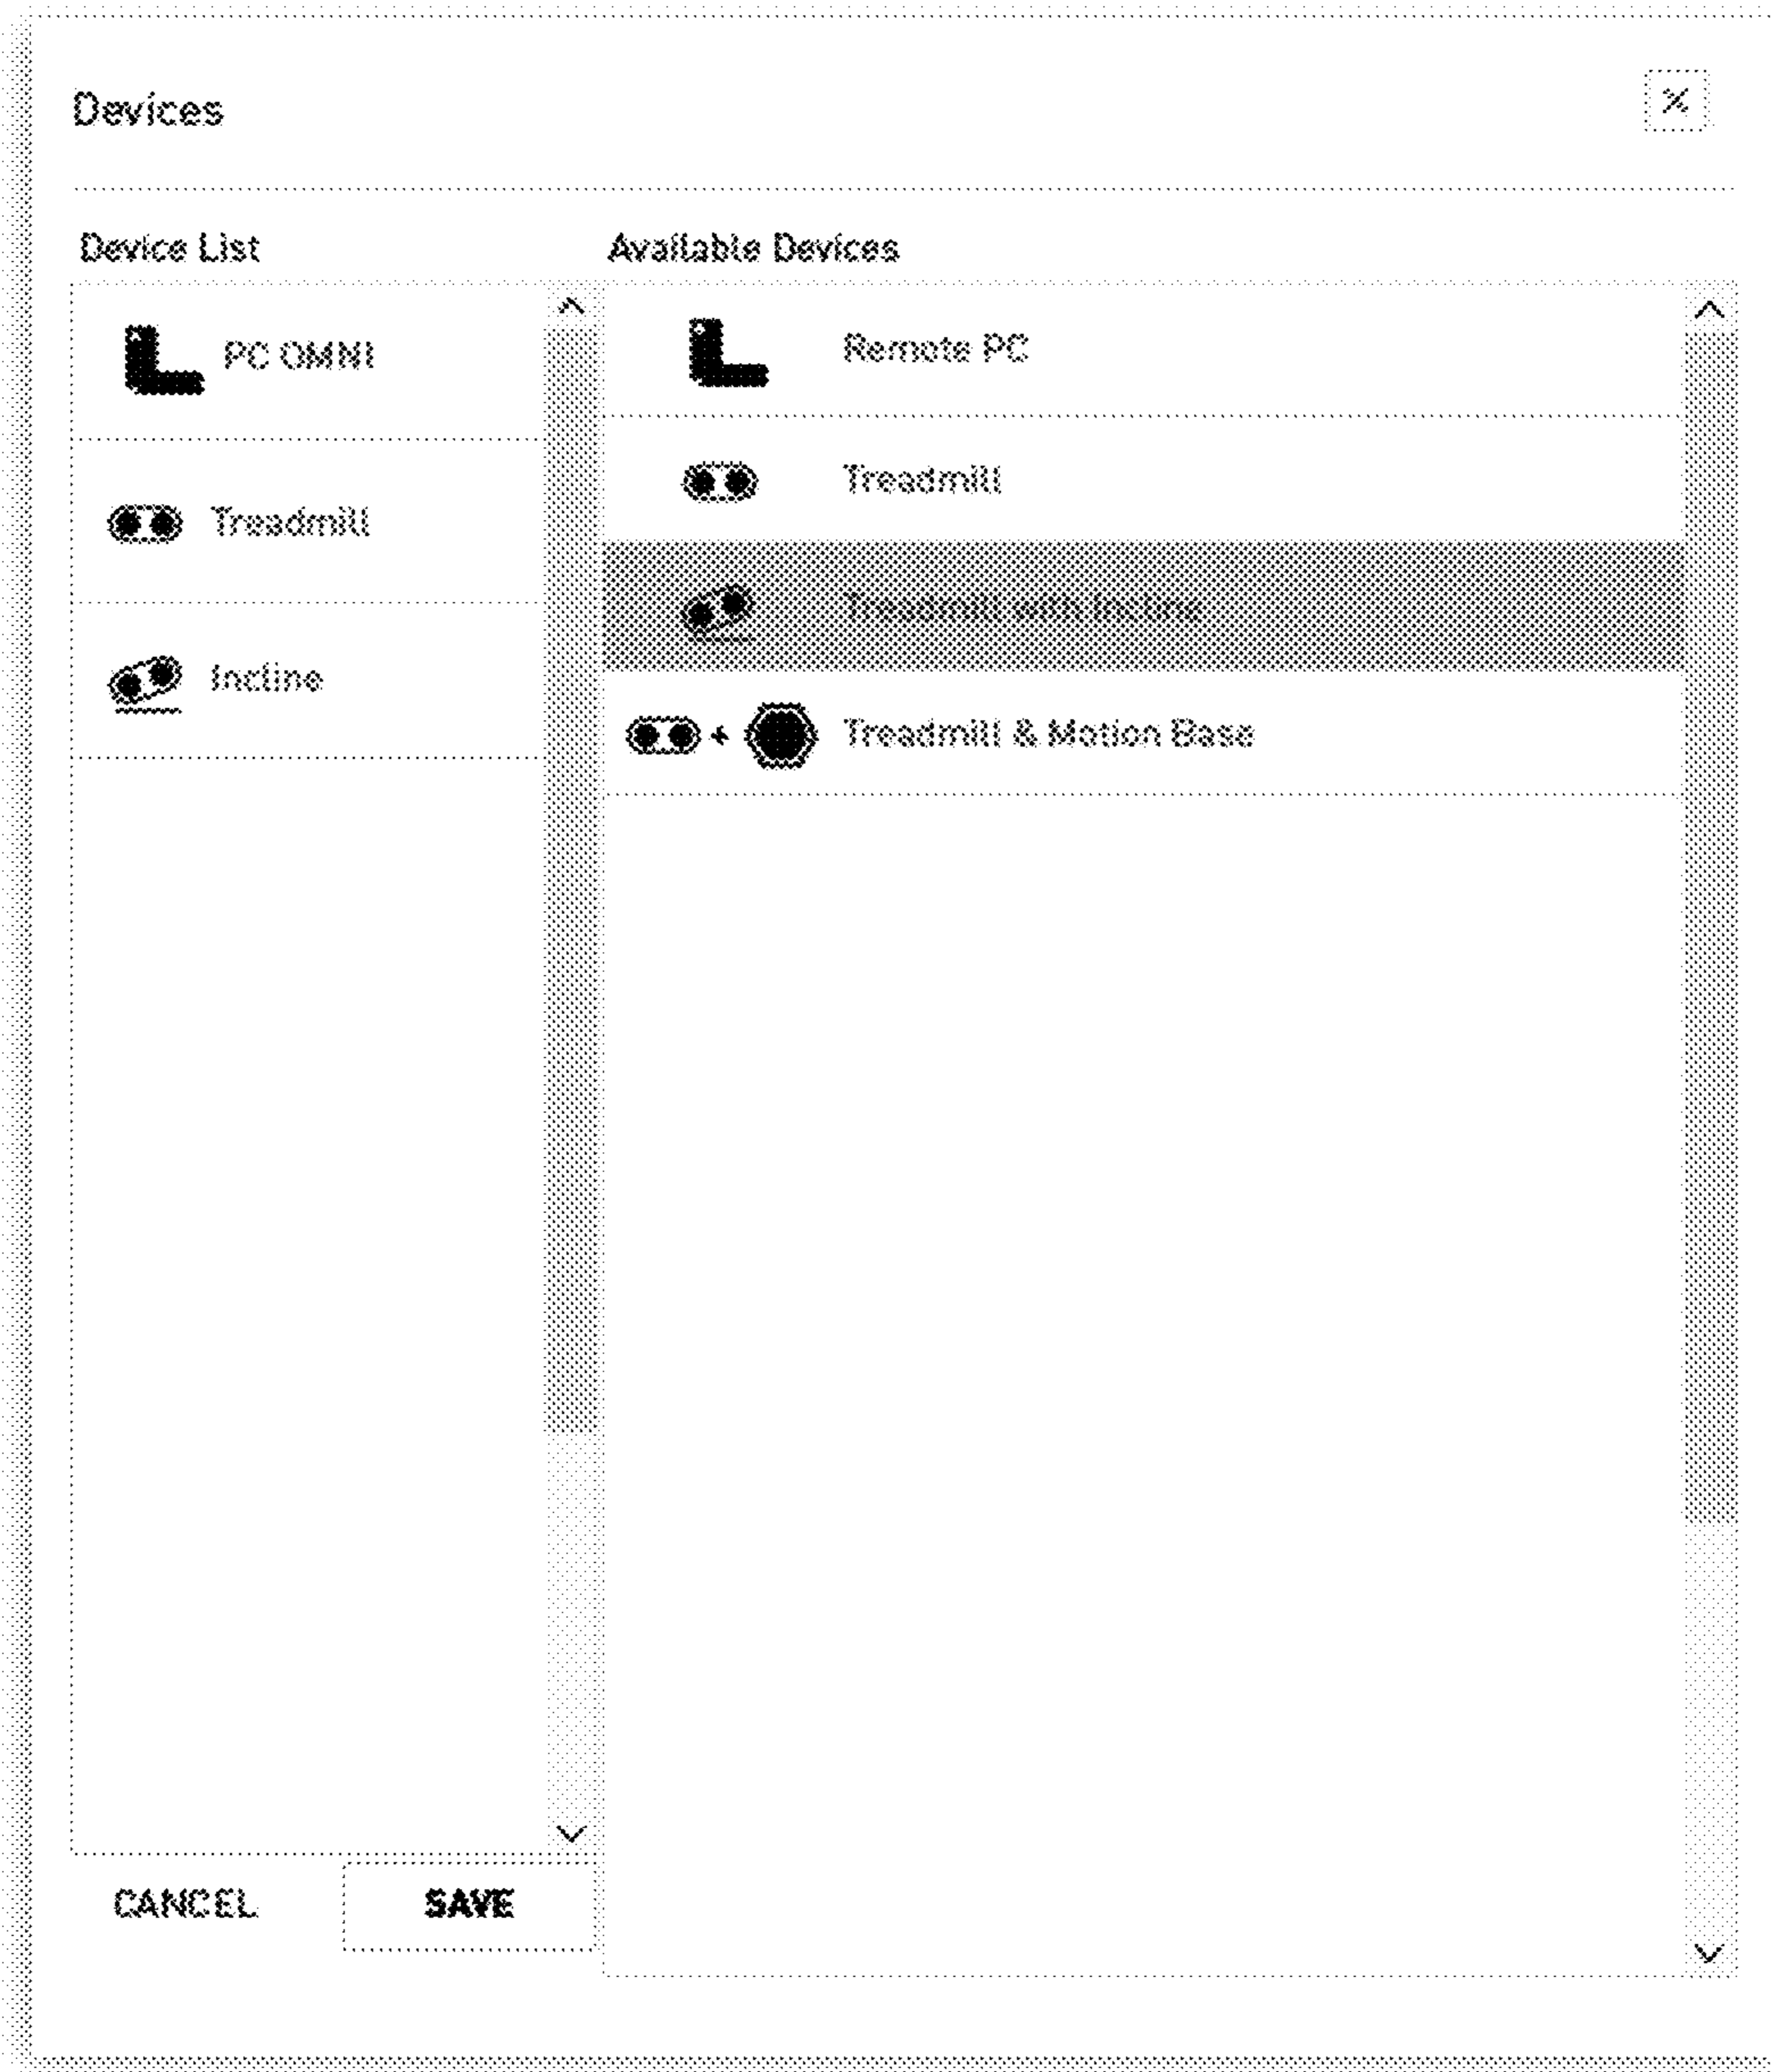 Devices
Device List
Available Devices
PC OMNI
Treadmill
Incline
Remote PC
Treadmill
Treadmill with Incline
Treadmill & Motion Base
CANCEL
SAVE